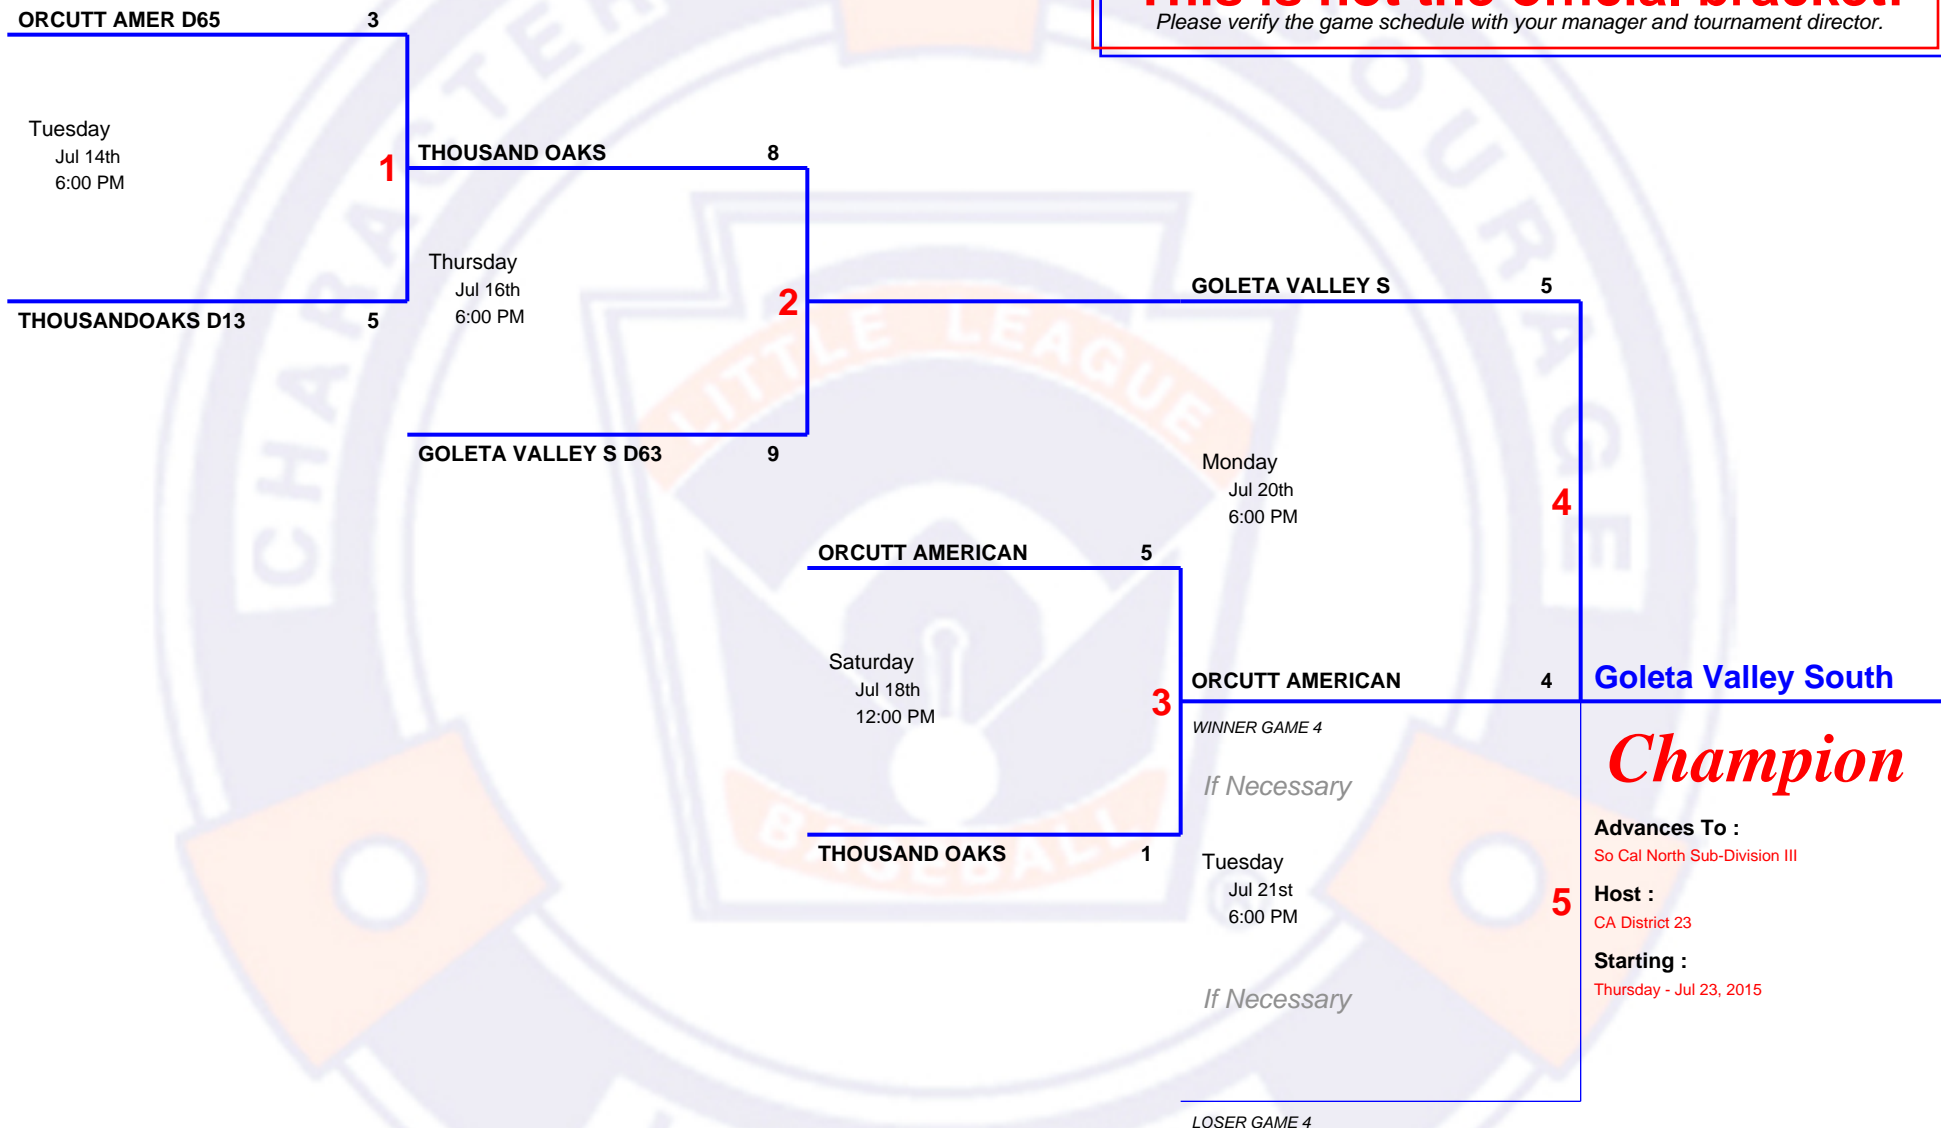 This is not the official bracket!
Please verify the game schedule with your manager and tournament director.
ORCUTT AMER D65 3
Tuesday
Jul 14th
6:00 PM
1
THOUSANDOAKS D13 5
THOUSAND OAKS 8
Thursday
Jul 16th
6:00 PM
2
GOLETA VALLEY S D63 9
GOLETA VALLEY S 5
Monday
Jul 20th
6:00 PM
4
ORCUTT AMERICAN 5
Saturday
Jul 18th
12:00 PM
3
THOUSAND OAKS 1
ORCUTT AMERICAN 4
WINNER GAME 4
If Necessary
Tuesday
Jul 21st
6:00 PM
5
If Necessary
LOSER GAME 4
Goleta Valley South
Champion
Advances To :
So Cal North Sub-Division III
Host :
CA District 23
Starting :
Thursday - Jul 23, 2015
CHARACTER
COURAGE
LITTLE LEAGUE
BASEBALL
®